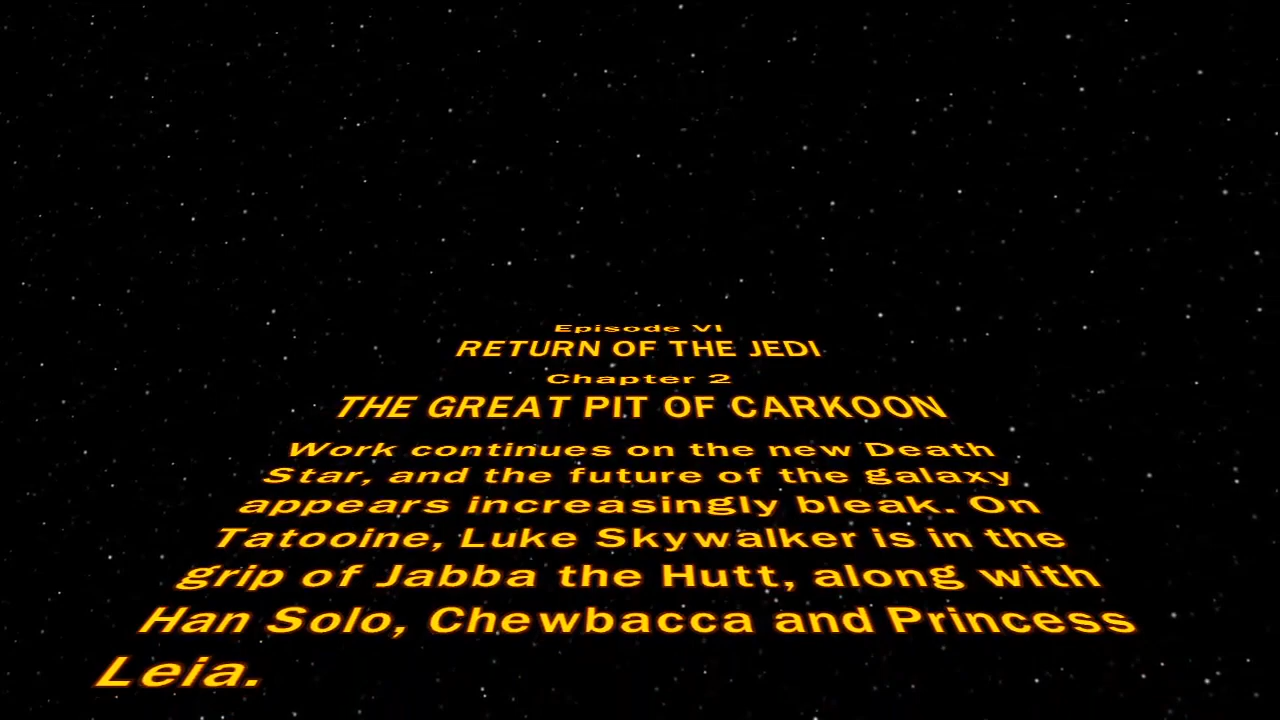 Episode VI
RETURN OF THE JEDI
Chapter 2
THE GREAT PIT OF CARKOON
Work continues on the new Death
Star, and the future of the galaxy
appears increasingly bleak. On
Tatooine, Luke Skywalker is in the
grip of Jabba the Hutt, along with
Han Solo, Chewbacca and Princess
Leia.